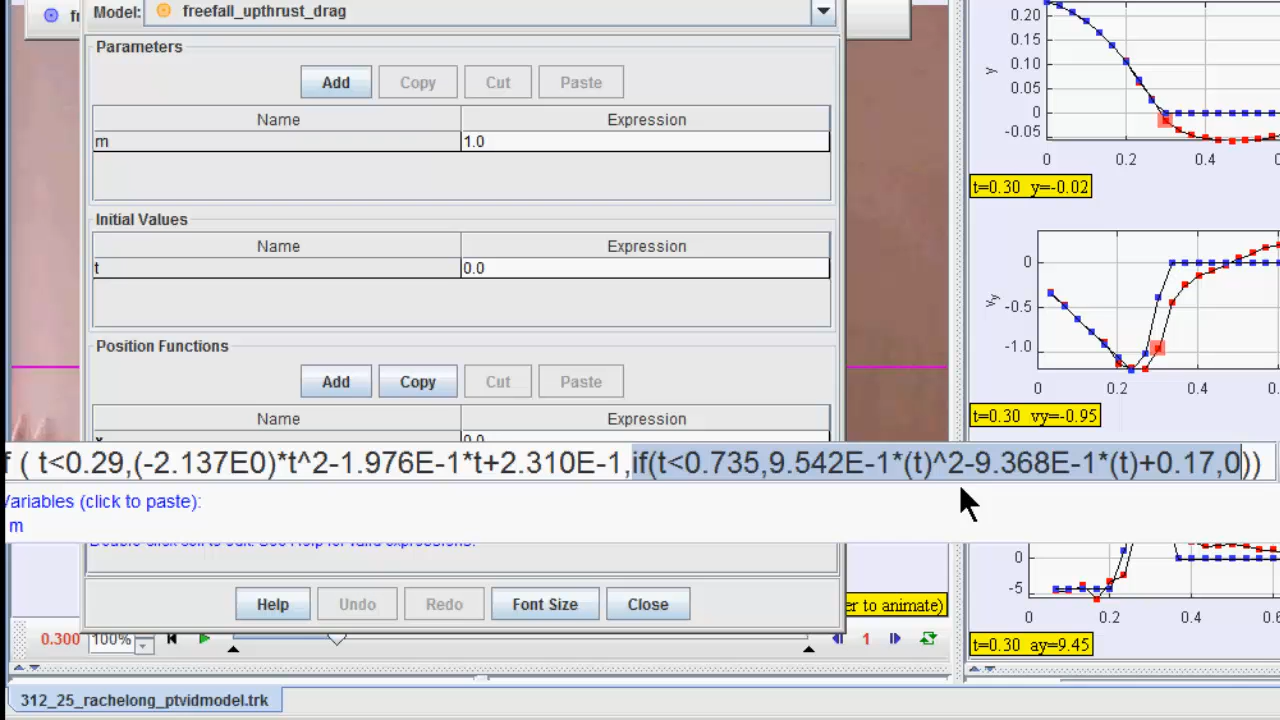 Model: freefall_upthrust_drag
Parameters
Add Copy Cut Paste
Name Expression
m 1.0
Initial Values
Name Expression
t 0.0
Position Functions
Add Copy Cut Paste
Name Expression
x 0.0
f ( t<0.29,(-2.137E0)*t^2-1.976E-1*t+2.310E-1,if(t<0.735,9.542E-1*(t)^2-9.368E-1*(t)+0.17,0))
Variables (click to paste):
m
Help Undo Redo Font Size Close
er to animate)
0.300 100% 1
312_25_rachelong_ptvidmodel.trk
0.20
0.15
0.10
0.05
0
-0.05
y
0 0.2 0.4
t=0.30 y=-0.02
0
-0.5
-1.0
vy
0 0.2 0.4
t=0.30 vy=-0.95
0
-5
0 0.2 0.4
t=0.30 ay=9.45